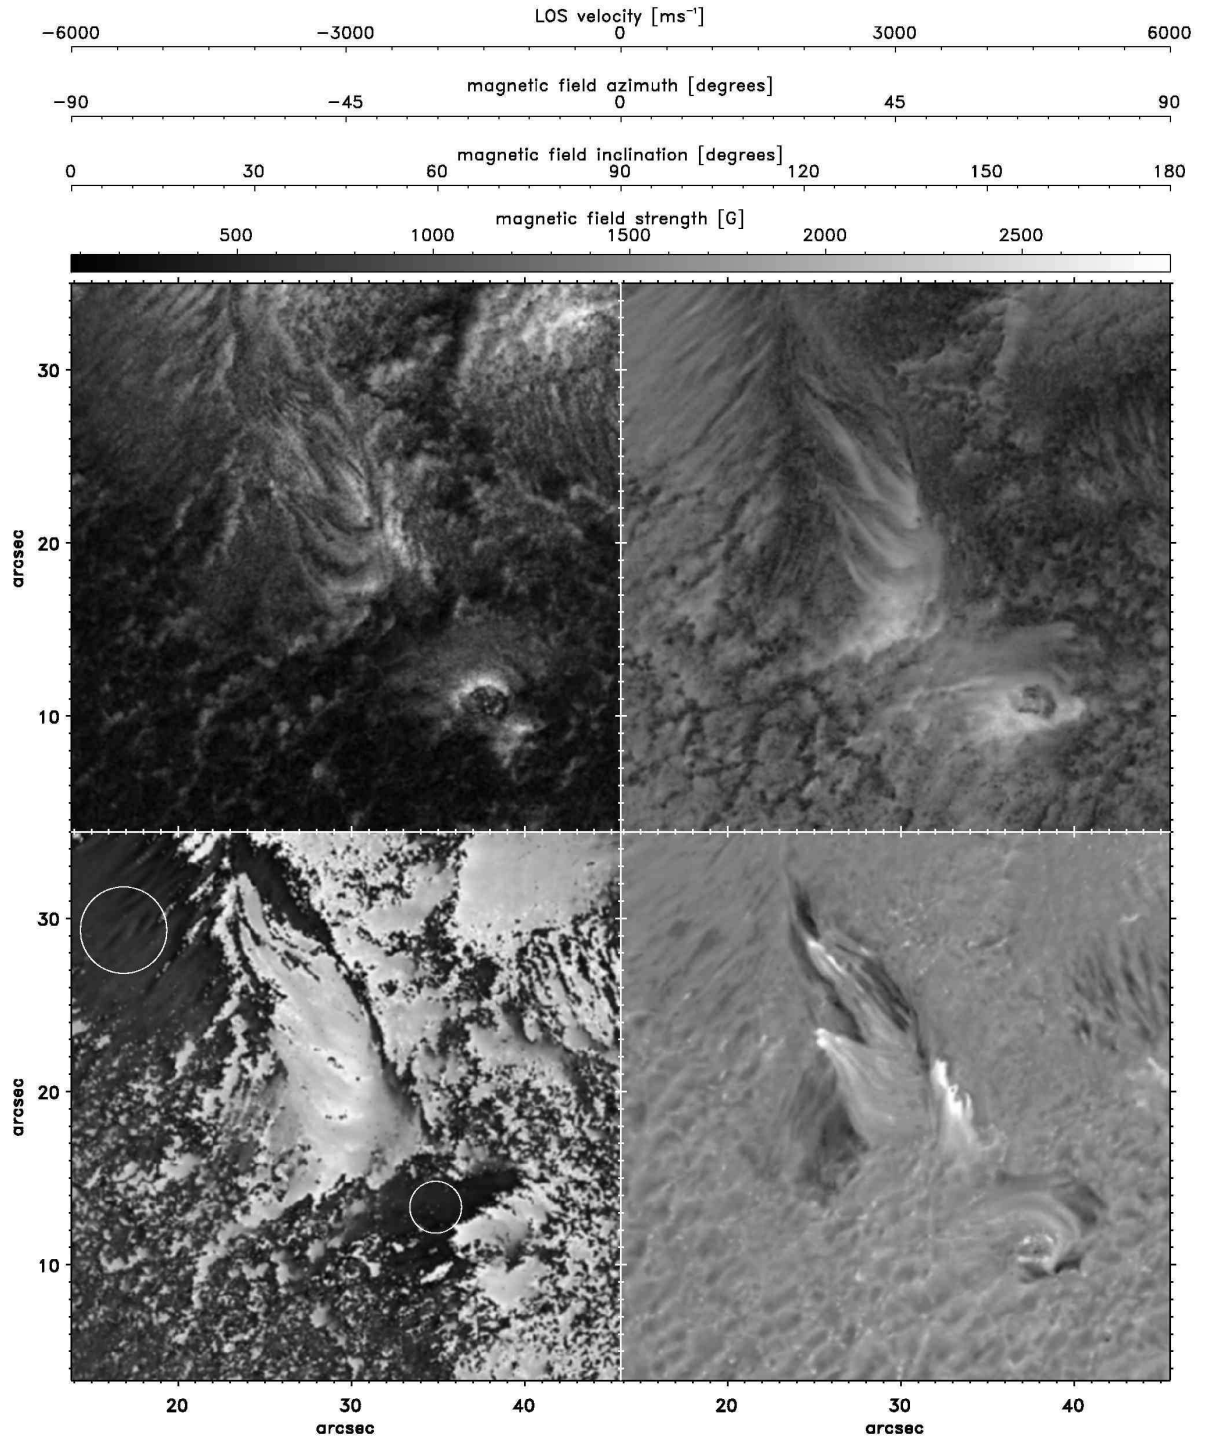 LOS velocity [ms⁻¹]
−6000 −3000 0 3000 6000
magnetic field azimuth [degrees]
−90 −45 0 45 90
magnetic field inclination [degrees]
0 30 60 90 120 150 180
magnetic field strength [G]
500 1000 1500 2000 2500
30
20
10
arcsec
30
20
10
arcsec
20 30 40 20 30 40
arcsec arcsec